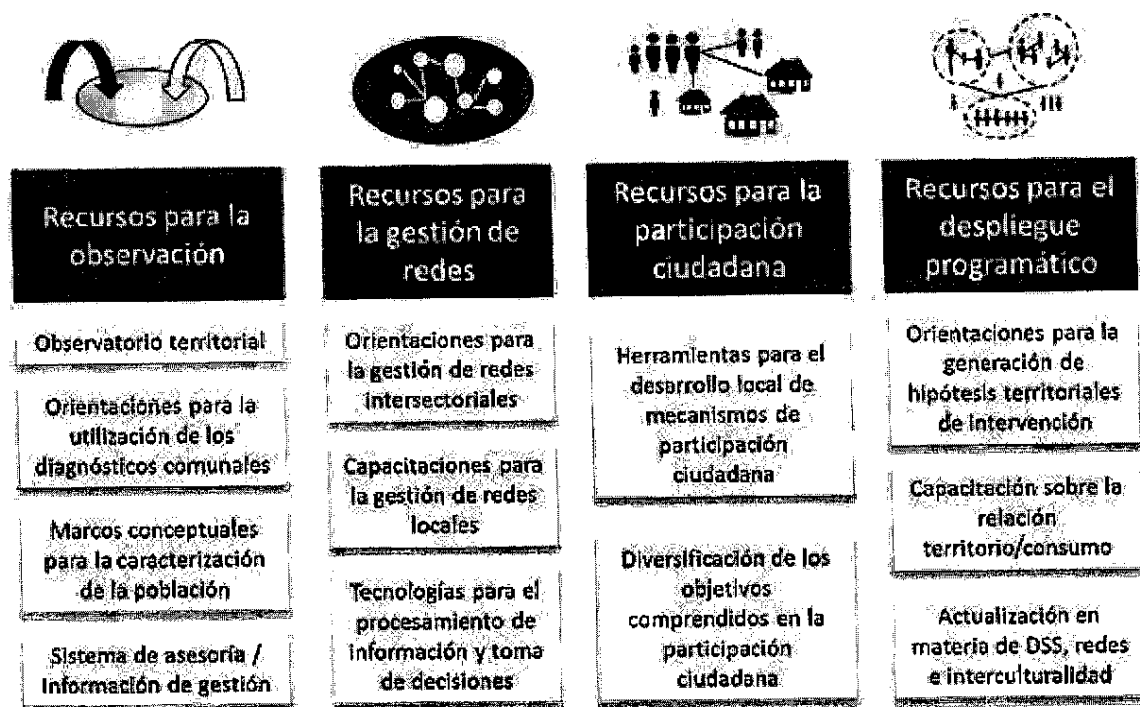 Recursos para la
observación
Observatorio territorial
Orientaciones para la
utilización de los
diagnósticos comunales
Marcos conceptuales
para la caracterización
de la población
Sistema de asesoría /
Información de gestión
Recursos para
la gestión de
redes
Orientaciones para
la gestión de redes
intersectoriales
Capacitaciones para
la gestión de redes
locales
Tecnologías para el
procesamiento de
información y toma
de decisiones
Recursos para la
participación
ciudadana
Herramientas para el
desarrollo local de
mecanismos de
participación
ciudadana
Diversificación de los
objetivos
comprendidos en la
participación
ciudadana
Recursos para el
despliegue
programático
Orientaciones para la
generación de
hipótesis territoriales
de intervención
Capacitación sobre la
relación
territorio/consumo
Actualización en
materia de DSS, redes
e interculturalidad